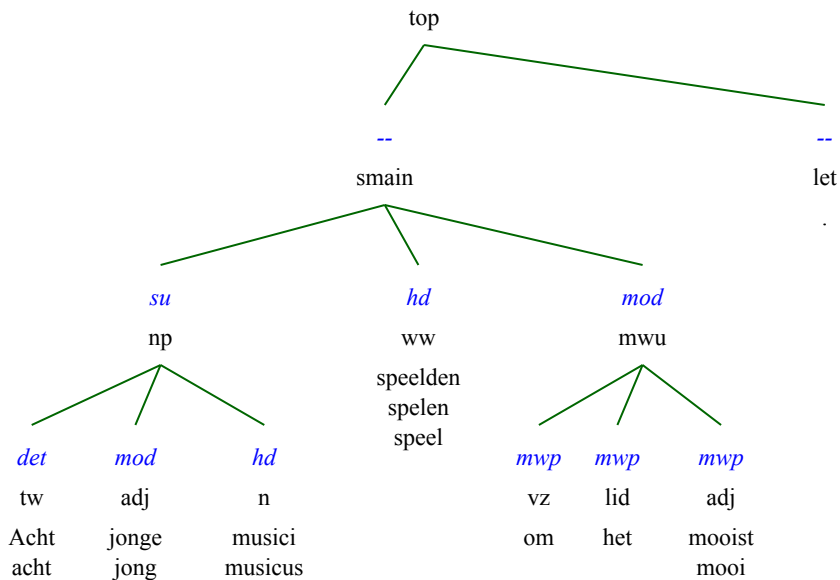 top
-- --
smain let
.
su hd mod
np ww mwu
speelden
spelen
speel
det mod hd mwp mwp mwp
tw adj n vz lid adj
Acht jonge musici om het mooist
acht jong musicus mooi